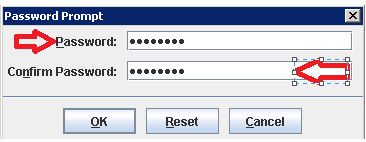 Password Prompt
Password: ••••••••
Confirm Password: ••••••••
OK Reset Cancel